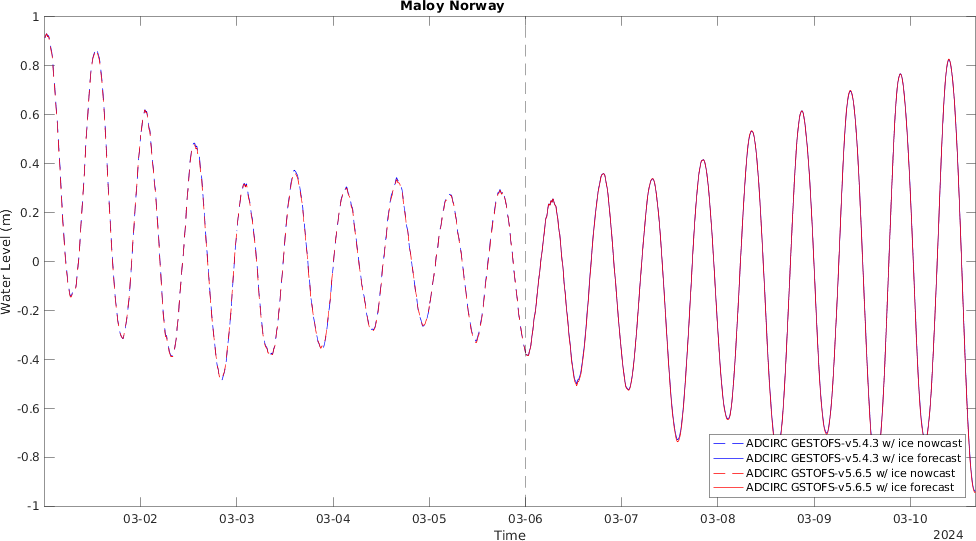 Maloy Norway
1
0.8
0.6
0.4
0.2
0
-0.2
-0.4
-0.6
-0.8
-1
Water Level (m)
ADCIRC GESTOFS-v5.4.3 w/ ice nowcast
ADCIRC GESTOFS-v5.4.3 w/ ice forecast
ADCIRC GSTOFS-v5.6.5 w/ ice nowcast
ADCIRC GSTOFS-v5.6.5 w/ ice forecast
03-02 03-03 03-04 03-05 03-06 03-07 03-08 03-09 03-10
Time
2024